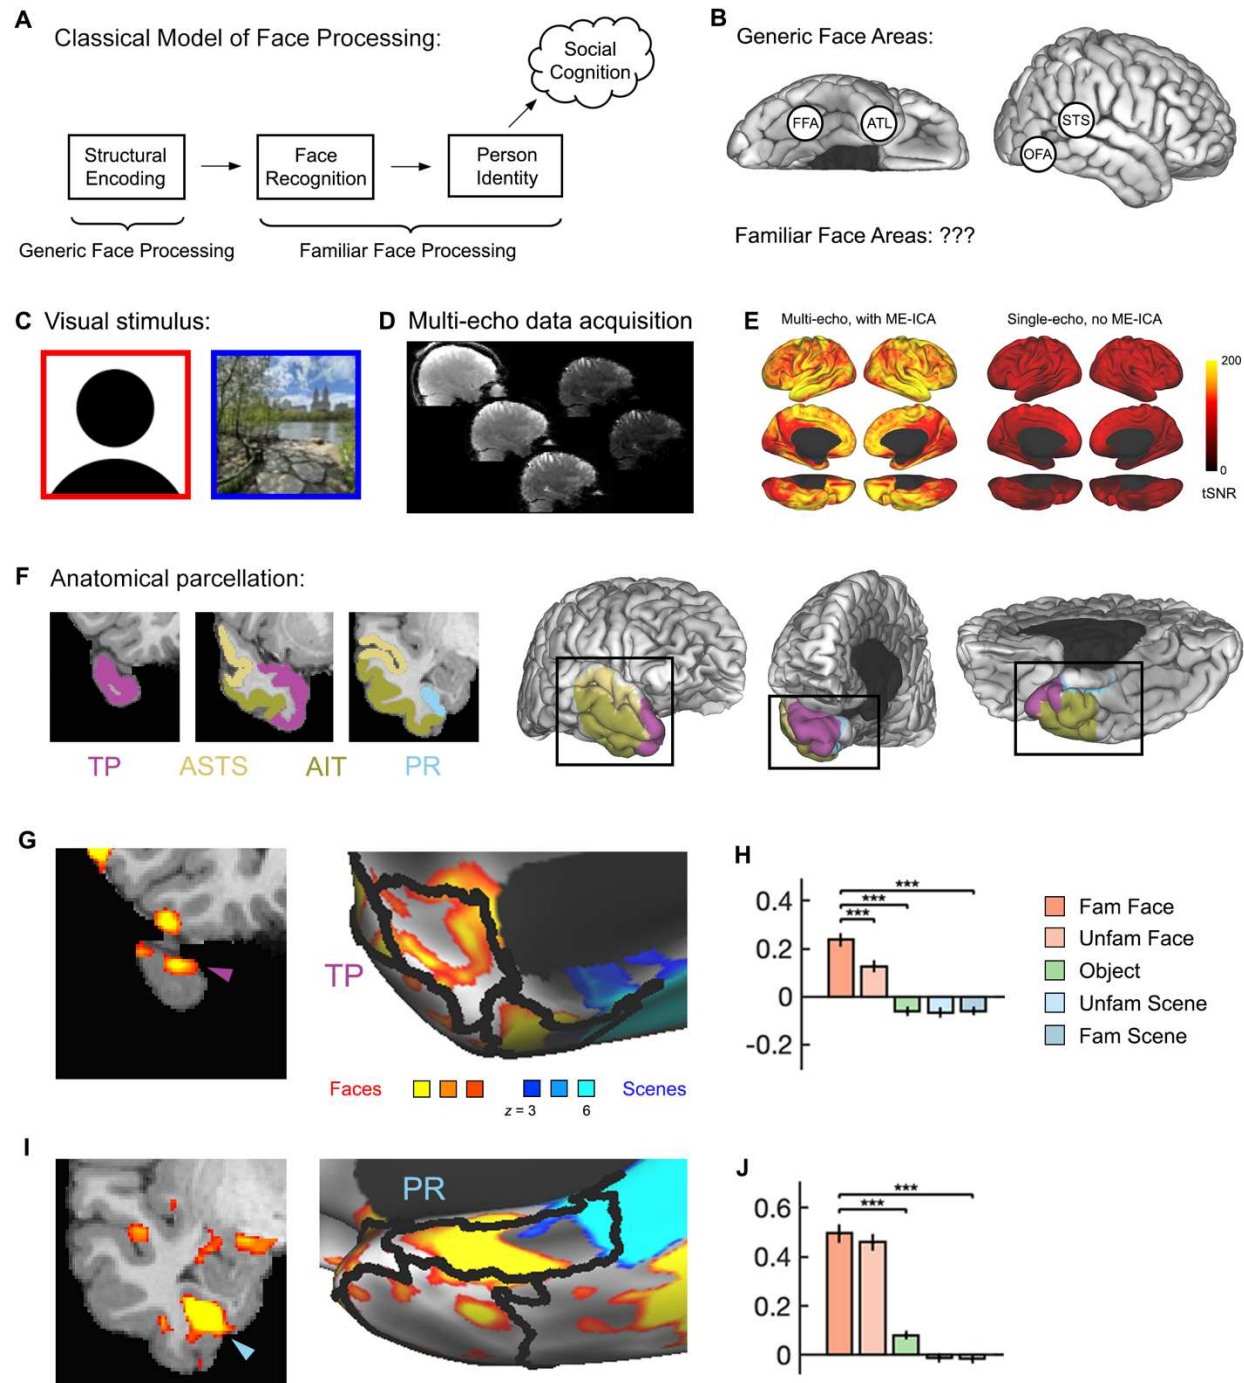 A
Classical Model of Face Processing:
Social
Cognition
Structural
Encoding
Face
Recognition
Person
Identity
Generic Face Processing
Familiar Face Processing
B
Generic Face Areas:
FFA
ATL
STS
OFA
Familiar Face Areas: ???
C Visual stimulus:
D Multi-echo data acquisition
E
Multi-echo, with ME-ICA
Single-echo, no ME-ICA
200
0
tSNR
F Anatomical parcellation:
TP
ASTS
AIT
PR
G
TP
Faces
z = 3
6
Scenes
H
0.4
0.2
0
-0.2
***
***
***
Fam Face
Unfam Face
Object
Unfam Scene
Fam Scene
I
PR
J
0.6
0.4
0.2
0
***
***